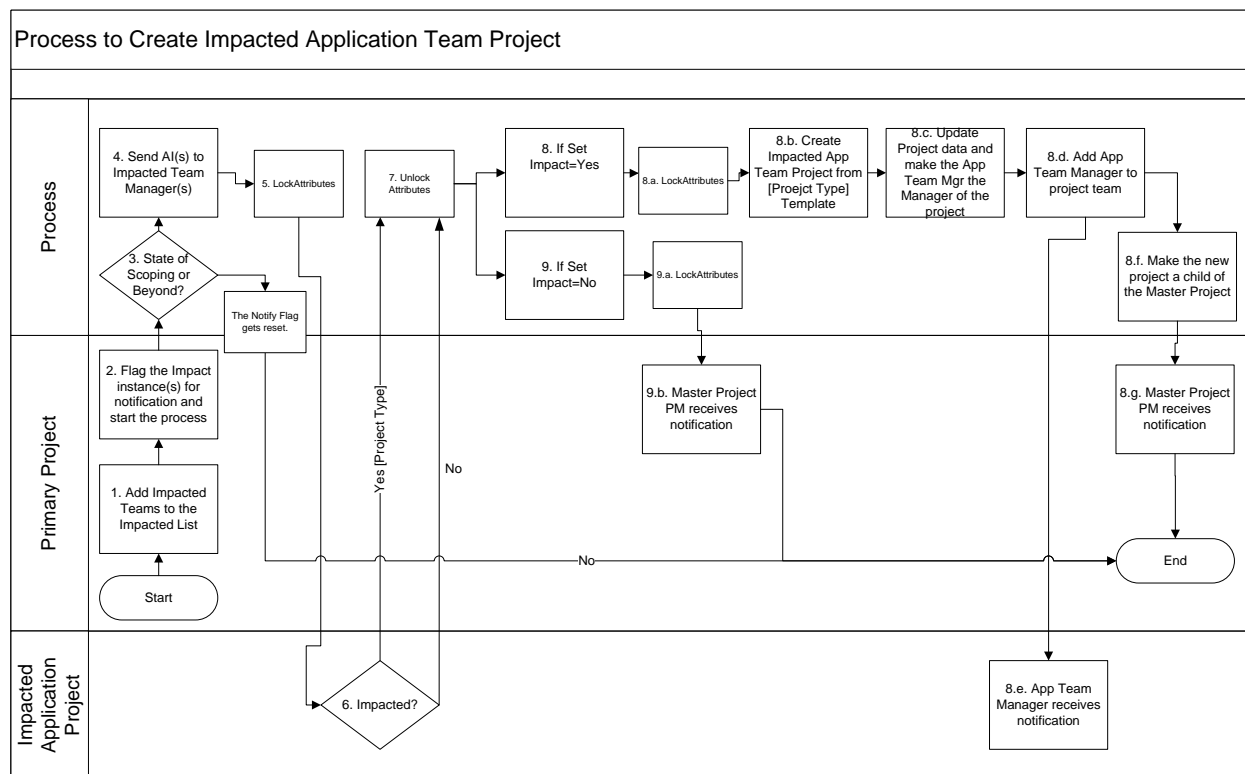 Process to Create Impacted Application Team Project
Process
4. Send AI(s) to
Impacted Team
Manager(s)
5. LockAttributes
7. Unlock
Attributes
8. If Set
Impact=Yes
8.a. LockAttributes
8.b. Create
Impacted App
Team Project from
[Proejct Type]
Template
8.c. Update
Project data and
make the App
Team Mgr the
Manager of the
project
8.d. Add App
Team Manager to
project team
3. State of
Scoping or
Beyond?
The Notify Flag
gets reset.
9. If Set
Impact=No
9.a. LockAttributes
8.f. Make the new
project a child of
the Master Project
Primary Project
2. Flag the Impact
instance(s) for
notification and
start the process
Yes [Project Type]
No
9.b. Master Project
PM receives
notification
8.g. Master Project
PM receives
notification
1. Add Impacted
Teams to the
Impacted List
No
Start
End
Impacted
Application
Project
6. Impacted?
8.e. App Team
Manager receives
notification